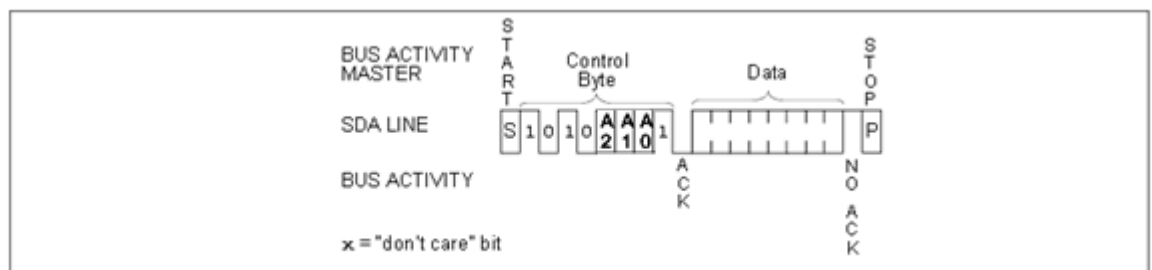 START
BUS ACTIVITY
MASTER
Control
Byte
Data
STOP
SDA LINE
S 1 0 1 0 A2 A1 A0 1 P
BUS ACTIVITY
ACK
NO ACK
x = "don't care" bit